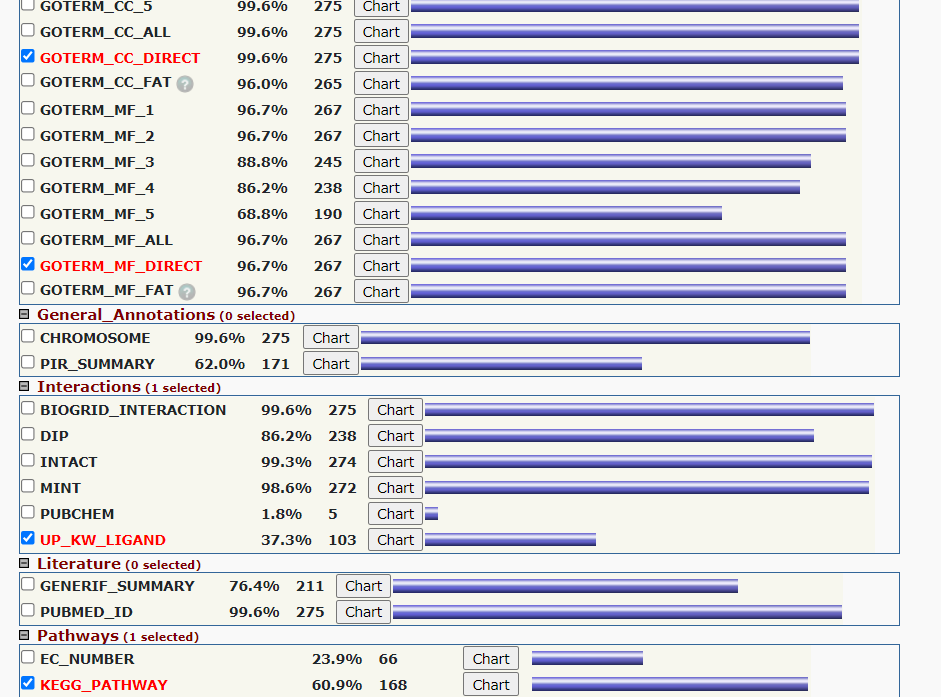 GOTERM_CC_5 99.6% 275 Chart
GOTERM_CC_ALL 99.6% 275 Chart
GOTERM_CC_DIRECT 99.6% 275 Chart
GOTERM_CC_FAT ? 96.0% 265 Chart
GOTERM_MF_1 96.7% 267 Chart
GOTERM_MF_2 96.7% 267 Chart
GOTERM_MF_3 88.8% 245 Chart
GOTERM_MF_4 86.2% 238 Chart
GOTERM_MF_5 68.8% 190 Chart
GOTERM_MF_ALL 96.7% 267 Chart
GOTERM_MF_DIRECT 96.7% 267 Chart
GOTERM_MF_FAT ? 96.7% 267 Chart
General_Annotations (0 selected)
CHROMOSOME 99.6% 275 Chart
PIR_SUMMARY 62.0% 171 Chart
Interactions (1 selected)
BIOGRID_INTERACTION 99.6% 275 Chart
DIP 86.2% 238 Chart
INTACT 99.3% 274 Chart
MINT 98.6% 272 Chart
PUBCHEM 1.8% 5 Chart
UP_KW_LIGAND 37.3% 103 Chart
Literature (0 selected)
GENERIF_SUMMARY 76.4% 211 Chart
PUBMED_ID 99.6% 275 Chart
Pathways (1 selected)
EC_NUMBER 23.9% 66 Chart
KEGG_PATHWAY 60.9% 168 Chart